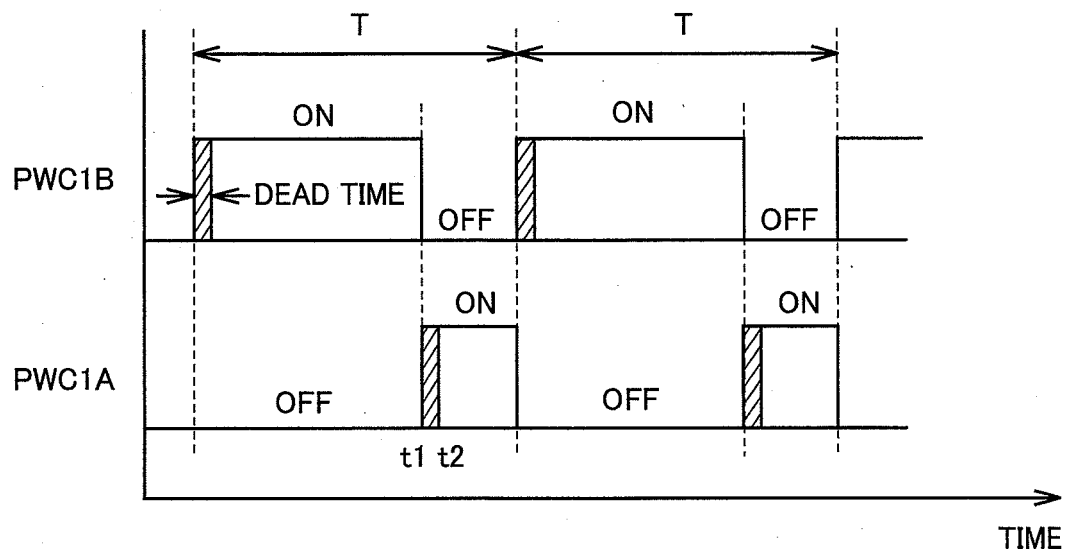 T T
ON ON
PWC1B
DEAD TIME
OFF OFF
ON ON
PWC1A
OFF OFF
t1 t2
TIME